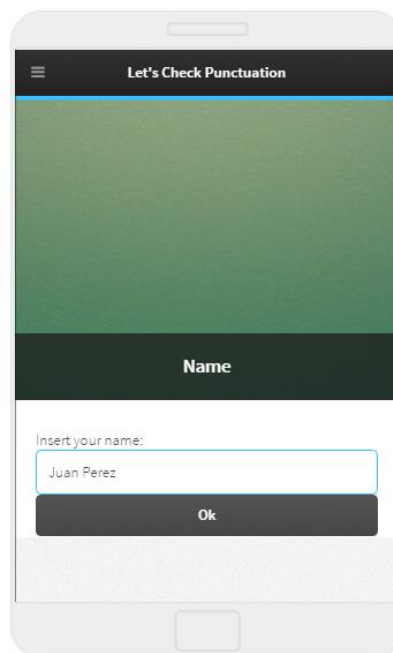 Let's Check Punctuation
Name
Insert your name:
Juan Perez
Ok